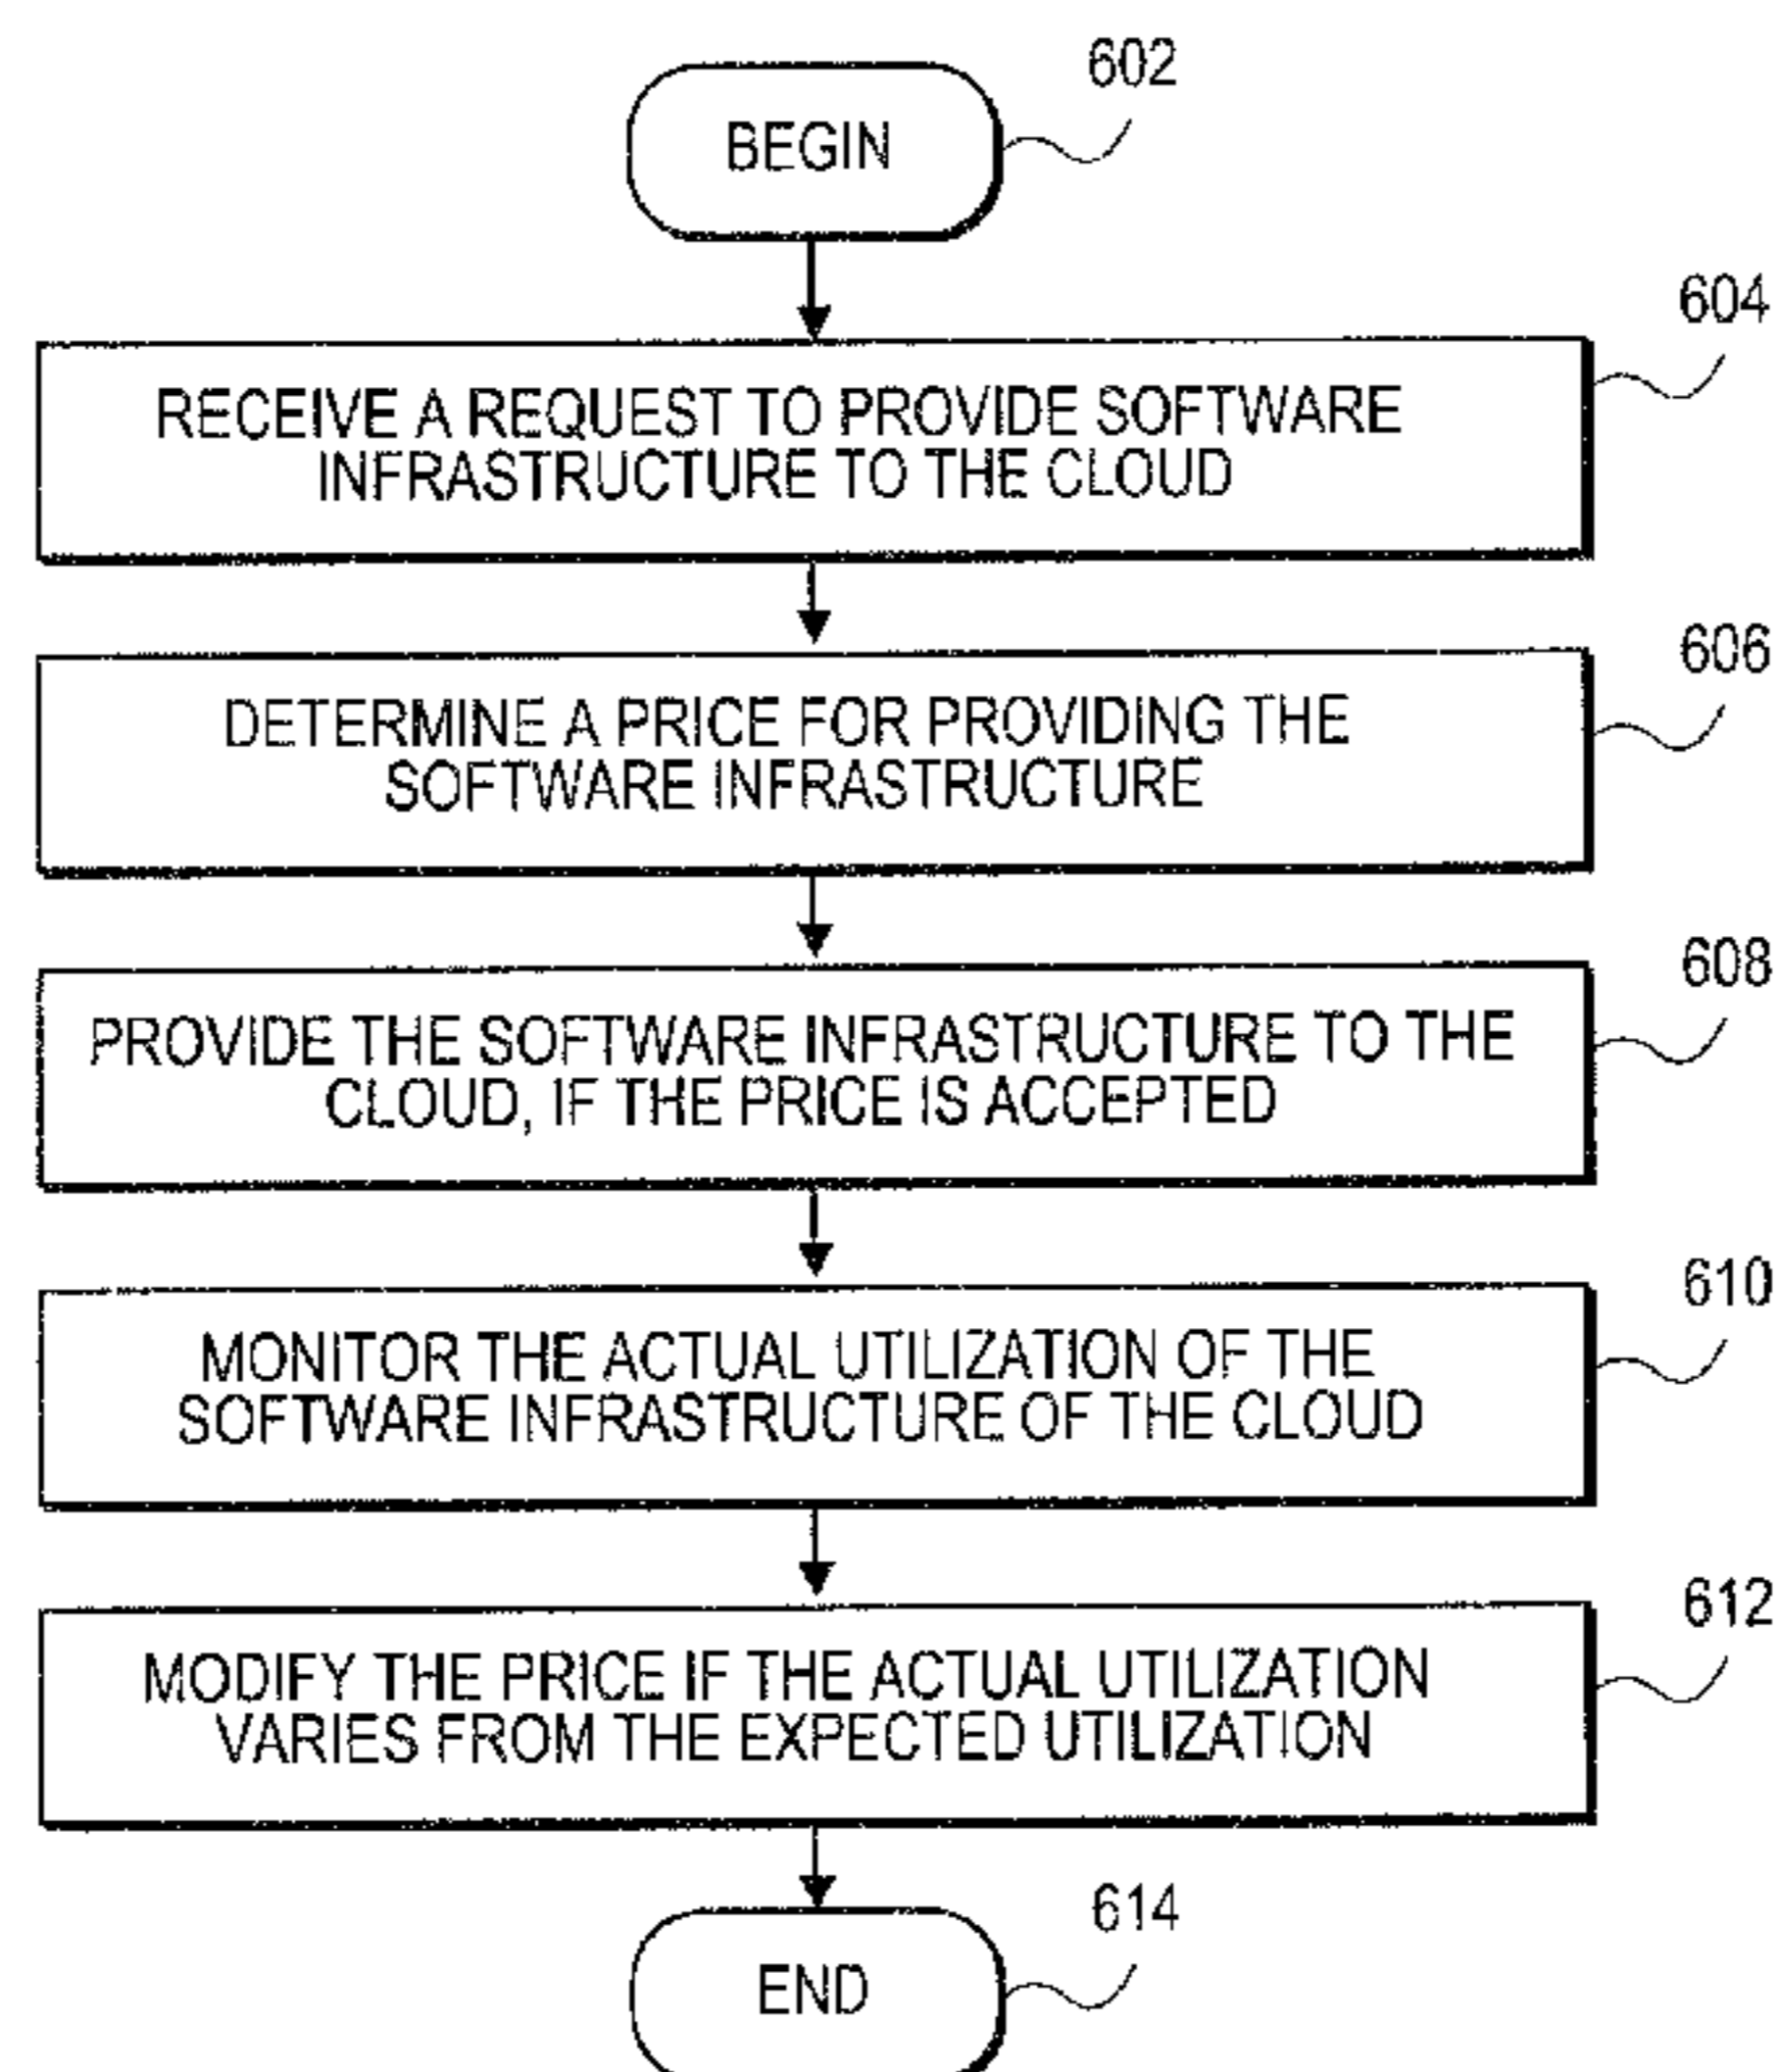 602
BEGIN
604
RECEIVE A REQUEST TO PROVIDE SOFTWARE
INFRASTRUCTURE TO THE CLOUD
606
DETERMINE A PRICE FOR PROVIDING THE
SOFTWARE INFRASTRUCTURE
608
PROVIDE THE SOFTWARE INFRASTRUCTURE TO THE
CLOUD, IF THE PRICE IS ACCEPTED
610
MONITOR THE ACTUAL UTILIZATION OF THE
SOFTWARE INFRASTRUCTURE OF THE CLOUD
612
MODIFY THE PRICE IF THE ACTUAL UTILIZATION
VARIES FROM THE EXPECTED UTILIZATION
614
END